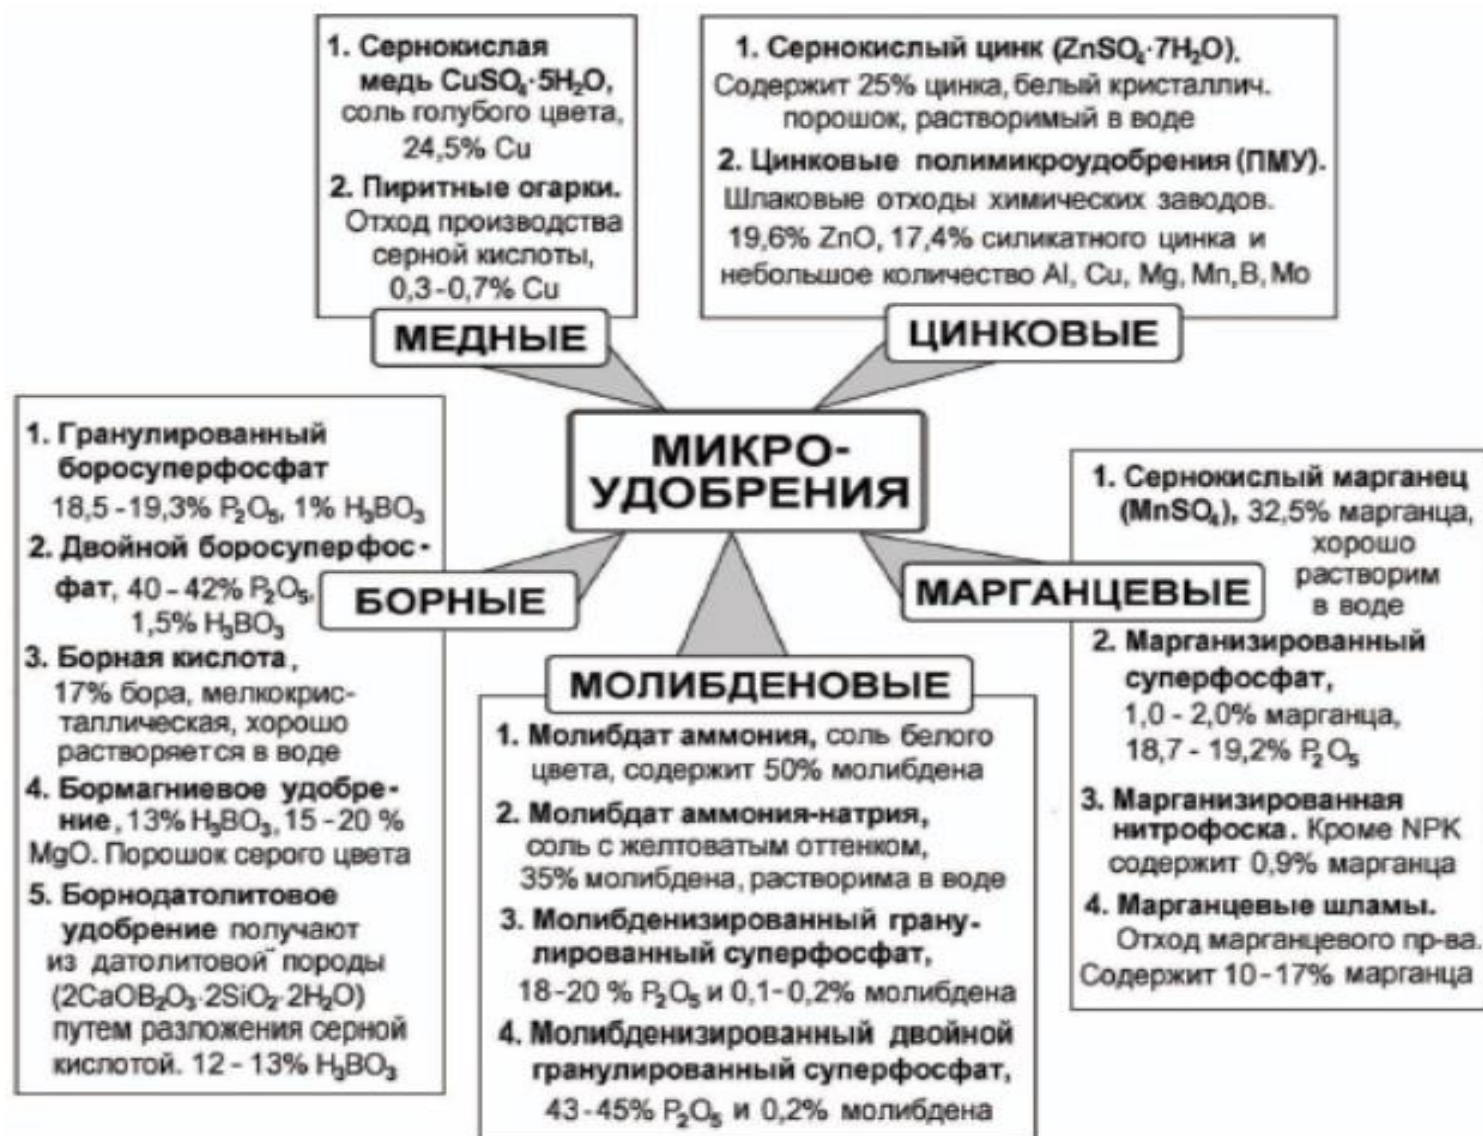 1. Сернокислая
медь CuSO₄·5H₂O,
соль голубого цвета,
24,5% Cu
2. Пиритные огарки.
Отход производства
серной кислоты,
0,3-0,7% Cu
МЕДНЫЕ
1. Сернокислый цинк (ZnSO₄·7H₂O),
Содержит 25% цинка, белый кристаллич.
порошок, растворимый в воде
2. Цинковые полимикроудобрения (ПМУ).
Шлаковые отходы химических заводов.
19,6% ZnO, 17,4% силикатного цинка и
небольшое количество Al, Cu, Mg, Mn, B, Mo
ЦИНКОВЫЕ
МИКРО-
УДОБРЕНИЯ
1. Гранулированный
боросуперфосфат
18,5-19,3% P₂O₅, 1% H₃BO₃
2. Двойной боросуперфос-
фат, 40-42% P₂O₅,
1,5% H₃BO₃
3. Борная кислота,
17% бора, мелкокрис-
таллическая, хорошо
растворяется в воде
4. Бормагниевое удобре-
ние, 13% H₃BO₃, 15-20 %
MgO. Порошок серого цвета
5. Борнодатолитовое
удобрение получают
из датолитовой породы
(2CaOB₂O₃·2SiO₂·2H₂O)
путем разложения серной
кислотой. 12-13% H₃BO₃
БОРНЫЕ
МОЛИБДЕНОВЫЕ
1. Молибдат аммония, соль белого
цвета, содержит 50% молибдена
2. Молибдат аммония-натрия,
соль с желтоватым оттенком,
35% молибдена, растворима в воде
3. Молибденизированный грану-
лированный суперфосфат,
18-20 % P₂O₅ и 0,1-0,2% молибдена
4. Молибденизированный двойной
гранулированный суперфосфат,
43-45% P₂O₅ и 0,2% молибдена
МАРГАНЦЕВЫЕ
1. Сернокислый марганец
(MnSO₄), 32,5% марганца,
хорошо
растворим
в воде
2. Марганизированный
суперфосфат,
1,0 - 2,0% марганца,
18,7 - 19,2% P₂O₅
3. Марганизированная
нитрофоска. Кроме NPK
содержит 0,9% марганца
4. Марганцевые шламы.
Отход марганцевого пр-ва.
Содержит 10-17% марганца